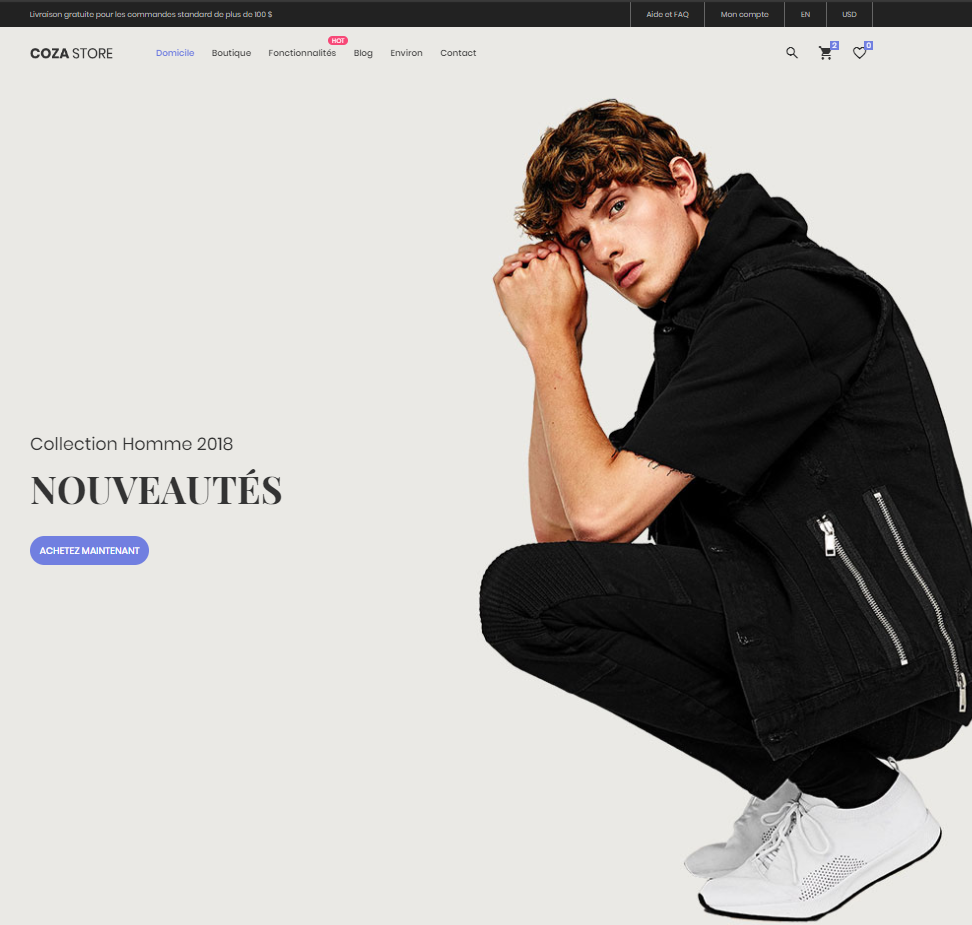 Livraison gratuite pour les commandes standard de plus de 100 $
Aide et FAQ
Mon compte
EN
USD
COZA STORE
Domicile
Boutique
Fonctionnalités
HOT
Blog
Environ
Contact
2
0
Collection Homme 2018
NOUVEAUTÉS
ACHETEZ MAINTENANT